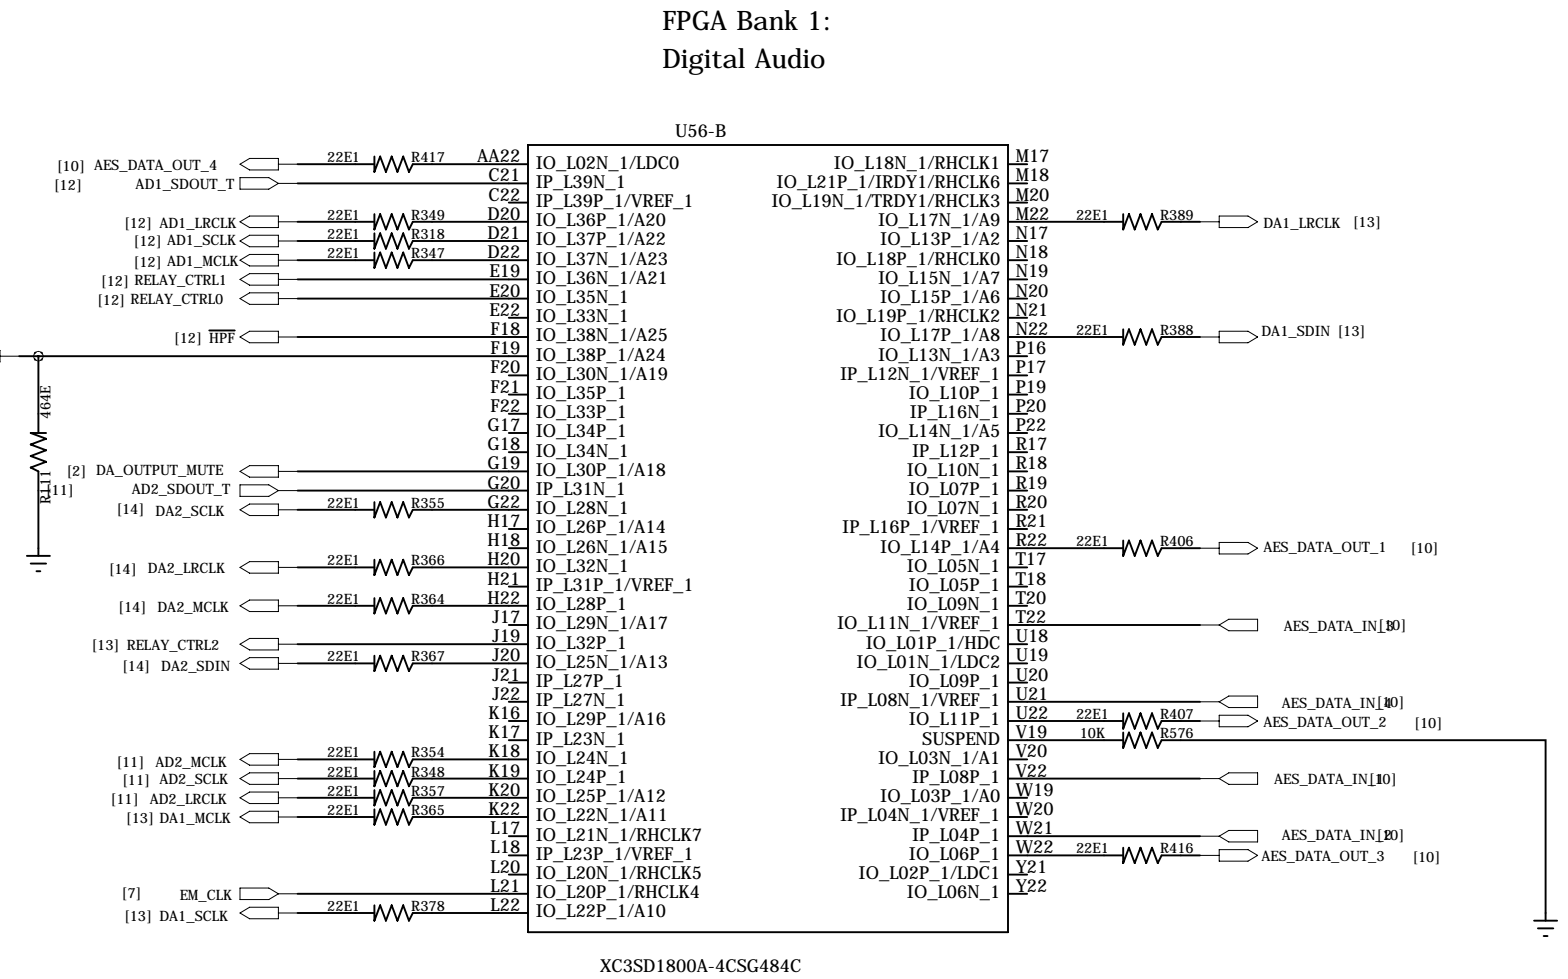 FPGA Bank 1:
Digital Audio
U56-B
[10] AES_DATA_OUT_4 22E1 R417 AA22 IO_L02N_1/LDC0
[12] AD1_SDOUT_T C21 IP_L39N_1
C22 IP_L39P_1/VREF_1
[12] AD1_LRCLK 22E1 R349 D20 IO_L36P_1/A20
[12] AD1_SCLK 22E1 R318 D21 IO_L37P_1/A22
[12] AD1_MCLK 22E1 R347 D22 IO_L37N_1/A23
[12] RELAY_CTRL1 E19 IO_L36N_1/A21
[12] RELAY_CTRL0 E20 IO_L35N_1
E22 IO_L33N_1
[12] HPF F18 IO_L38N_1/A25
F19 IO_L38P_1/A24
F20 IO_L30N_1/A19
F21 IO_L35P_1
F22 IO_L33P_1
G17 IO_L34P_1
G18 IO_L34N_1
[2] DA_OUTPUT_MUTE G19 IO_L30P_1/A18
[11] AD2_SDOUT_T G20 IP_L31N_1
[14] DA2_SCLK 22E1 R355 G22 IO_L28N_1
H17 IO_L26P_1/A14
H18 IO_L26N_1/A15
[14] DA2_LRCLK 22E1 R366 H20 IO_L32N_1
H21 IP_L31P_1/VREF_1
[14] DA2_MCLK 22E1 R364 H22 IO_L28P_1
J17 IO_L29N_1/A17
[13] RELAY_CTRL2 J19 IO_L32P_1
[14] DA2_SDIN R367 J20 IO_L25N_1/A13
22E1
J21 IP_L27P_1
J22 IP_L27N_1
K16 IO_L29P_1/A16
K17 IP_L23N_1
[11] AD2_MCLK 22E1 R354 K18 IO_L24N_1
[11] AD2_SCLK 22E1 R348 K19 IO_L24P_1
[11] AD2_LRCLK 22E1 R357 K20 IO_L25P_1/A12
[13] DA1_MCLK 22E1 R365 K22 IO_L22N_1/A11
L17 IO_L21N_1/RHCLK7
L18 IP_L23P_1/VREF_1
L20 IO_L20N_1/RHCLK5
[7] EM_CLK L21 IO_L20P_1/RHCLK4
[13] DA1_SCLK 22E1 R378 L22 IO_L22P_1/A10
464E
R111
IO_L18N_1/RHCLK1 M17
IO_L21P_1/IRDY1/RHCLK6 M18
IO_L19N_1/TRDY1/RHCLK3 M20
IO_L17N_1/A9 M22 22E1 R389 DA1_LRCLK [13]
IO_L13P_1/A2 N17
IO_L18P_1/RHCLK0 N18
IO_L15N_1/A7 N19
IO_L15P_1/A6 N20
IO_L19P_1/RHCLK2 N21
IO_L17P_1/A8 N22 22E1 R388 DA1_SDIN [13]
IO_L13N_1/A3 P16
IP_L12N_1/VREF_1 P17
IO_L10P_1 P19
IP_L16N_1 P20
IO_L14N_1/A5 P22
IP_L12P_1 R17
IO_L10N_1 R18
IO_L07P_1 R19
IO_L07N_1 R20
IP_L16P_1/VREF_1 R21
IO_L14P_1/A4 R22 22E1 R406 AES_DATA_OUT_1 [10]
IO_L05N_1 T17
IO_L05P_1 T18
IO_L09N_1 T20
IO_L11N_1/VREF_1 T22 AES_DATA_IN_3 [10]
IO_L01P_1/HDC U18
IO_L01N_1/LDC2 U19
IO_L09P_1 U20
IP_L08N_1/VREF_1 U21 AES_DATA_IN_4 [10]
IO_L11P_1 U22 22E1 R407 AES_DATA_OUT_2 [10]
SUSPEND V19 10K R576
IO_L03N_1/A1 V20
IP_L08P_1 V22 AES_DATA_IN_1 [10]
IO_L03P_1/A0 W19
IP_L04N_1/VREF_1 W20
IP_L04P_1 W21 AES_DATA_IN_2 [10]
IO_L06P_1 W22 22E1 R416 AES_DATA_OUT_3 [10]
IO_L02P_1/LDC1 Y21
IO_L06N_1 Y22
XC3SD1800A-4CSG484C